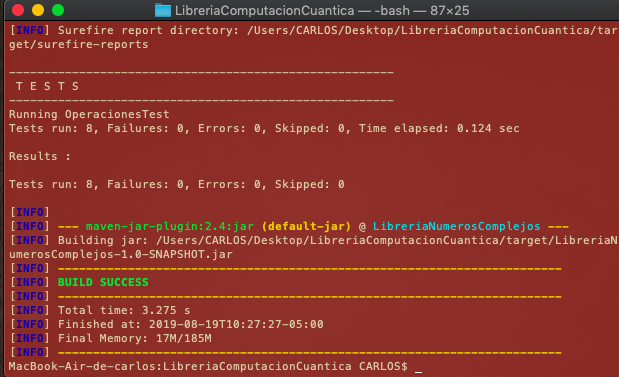 LibreriaComputacionCuantica — -bash — 87×25
[INFO] Surefire report directory: /Users/CARLOS/Desktop/LibreriaComputacionCuantica/tar
get/surefire-reports
-------------------------------------------------------
T E S T S
-------------------------------------------------------
Running OperacionesTest
Tests run: 8, Failures: 0, Errors: 0, Skipped: 0, Time elapsed: 0.124 sec
Results :
Tests run: 8, Failures: 0, Errors: 0, Skipped: 0
[INFO]
[INFO] --- maven-jar-plugin:2.4:jar (default-jar) @ LibreriaNumerosComplejos ---
[INFO] Building jar: /Users/CARLOS/Desktop/LibreriaComputacionCuantica/target/LibreriaN
umerosComplejos-1.0-SNAPSHOT.jar
[INFO] ------------------------------------------------------------------------
[INFO] BUILD SUCCESS
[INFO] ------------------------------------------------------------------------
[INFO] Total time: 3.275 s
[INFO] Finished at: 2019-08-19T10:27:27-05:00
[INFO] Final Memory: 17M/185M
[INFO] ------------------------------------------------------------------------
MacBook-Air-de-carlos:LibreriaComputacionCuantica CARLOS$ _